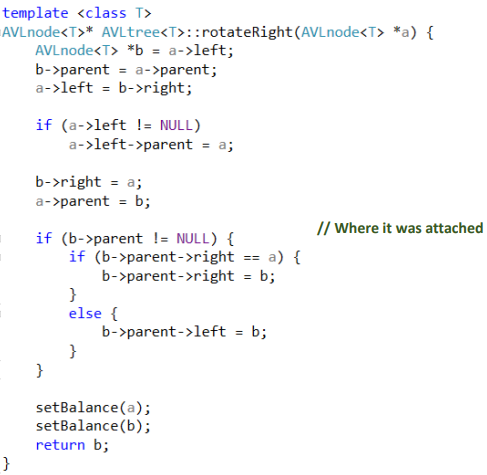 template <class T>
AVLnode<T>* AVLtree<T>::rotateRight(AVLnode<T> *a) {
    AVLnode<T> *b = a->left;
    b->parent = a->parent;
    a->left = b->right;

    if (a->left != NULL)
        a->left->parent = a;

    b->right = a;
    a->parent = b;

    if (b->parent != NULL) {    // Where it was attached
        if (b->parent->right == a) {
            b->parent->right = b;
        }
        else {
            b->parent->left = b;
        }
    }

    setBalance(a);
    setBalance(b);
    return b;
}